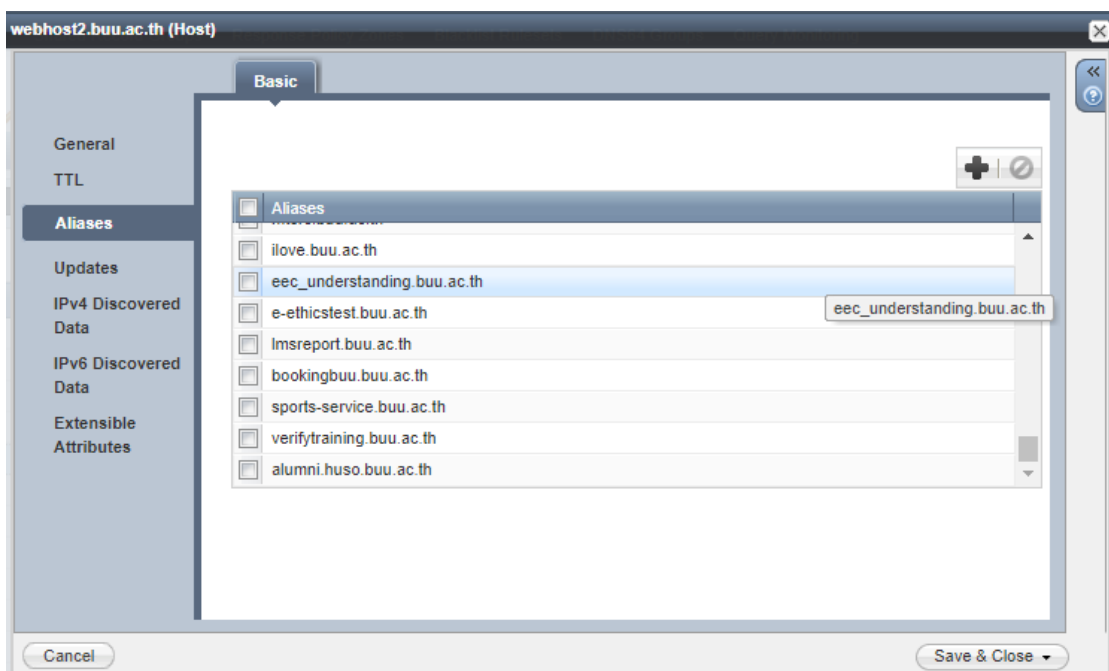 webhost2.buu.ac.th (Host)
Basic
General
TTL
Aliases
Updates
IPv4 Discovered
Data
IPv6 Discovered
Data
Extensible
Attributes
Aliases
ilove.buu.ac.th
eec_understanding.buu.ac.th
eec_understanding.buu.ac.th
e-ethicstest.buu.ac.th
lmsreport.buu.ac.th
bookingbuu.buu.ac.th
sports-service.buu.ac.th
verifytraining.buu.ac.th
alumni.huso.buu.ac.th
Cancel
Save & Close